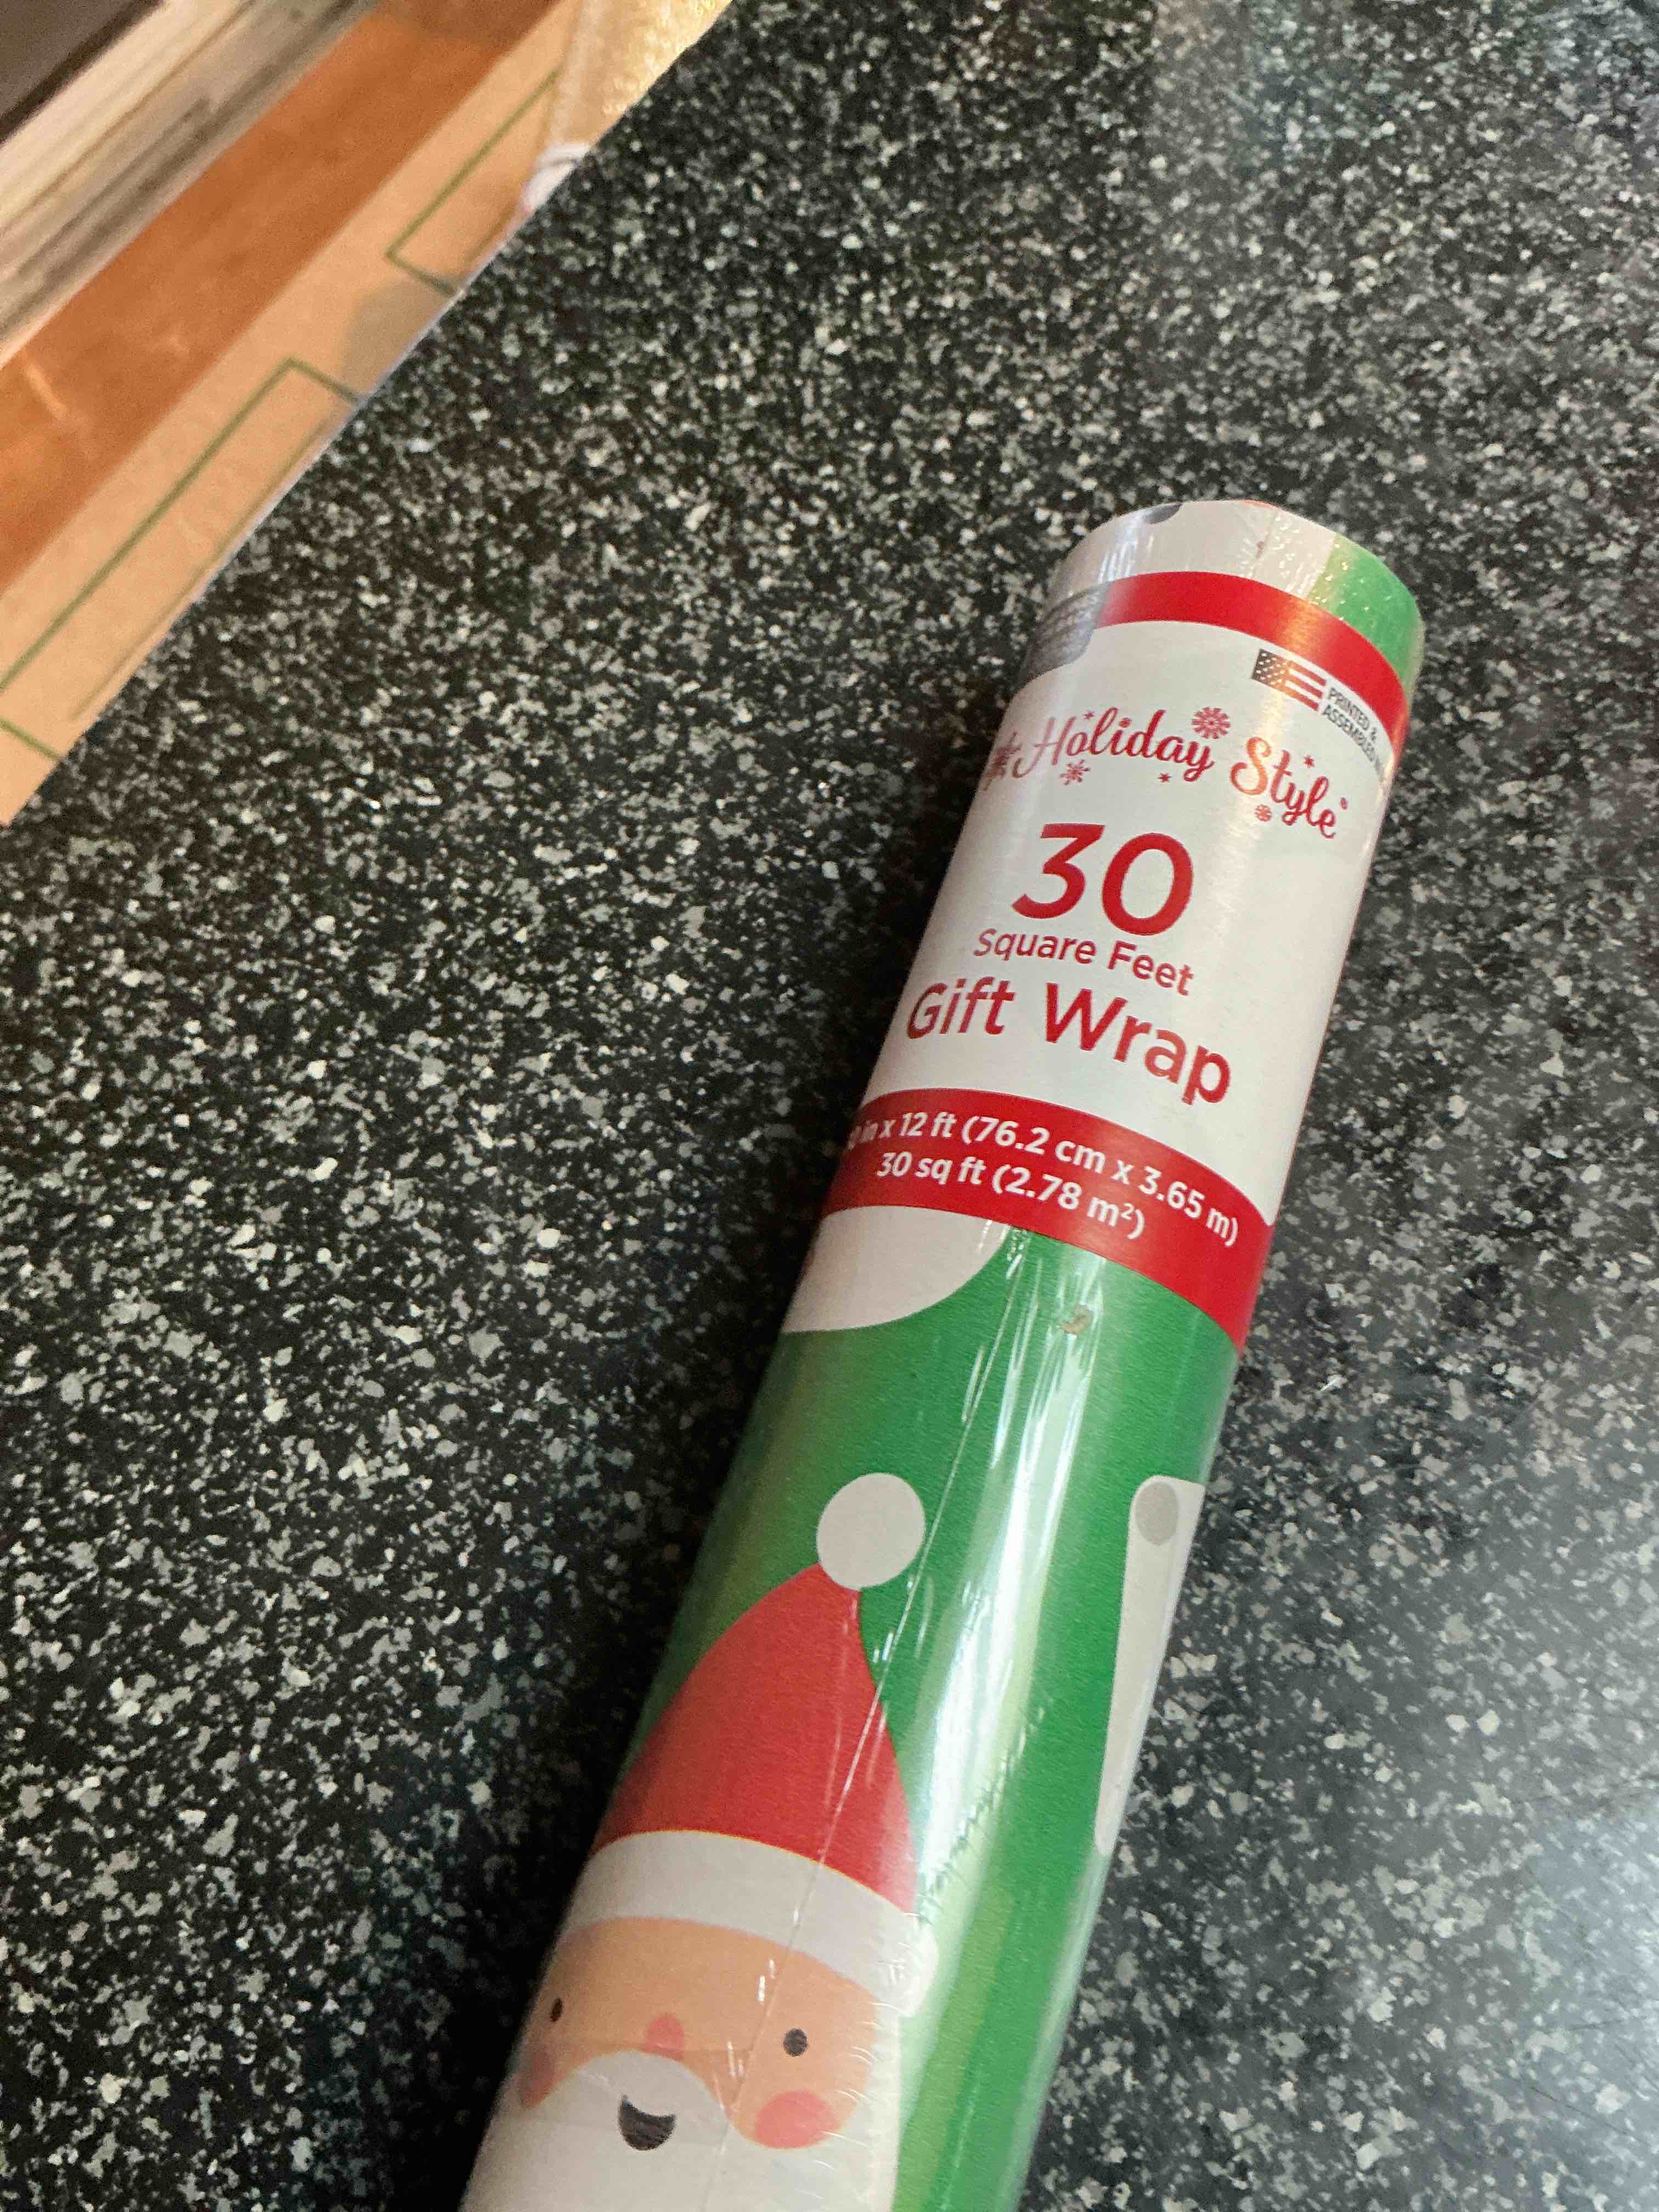 PRINTED &
ASSEMBLED
Holiday Style
30
Square Feet
Gift Wrap
in x 12 ft (76.2 cm x 3.65 m)
30 sq ft (2.78 m²)